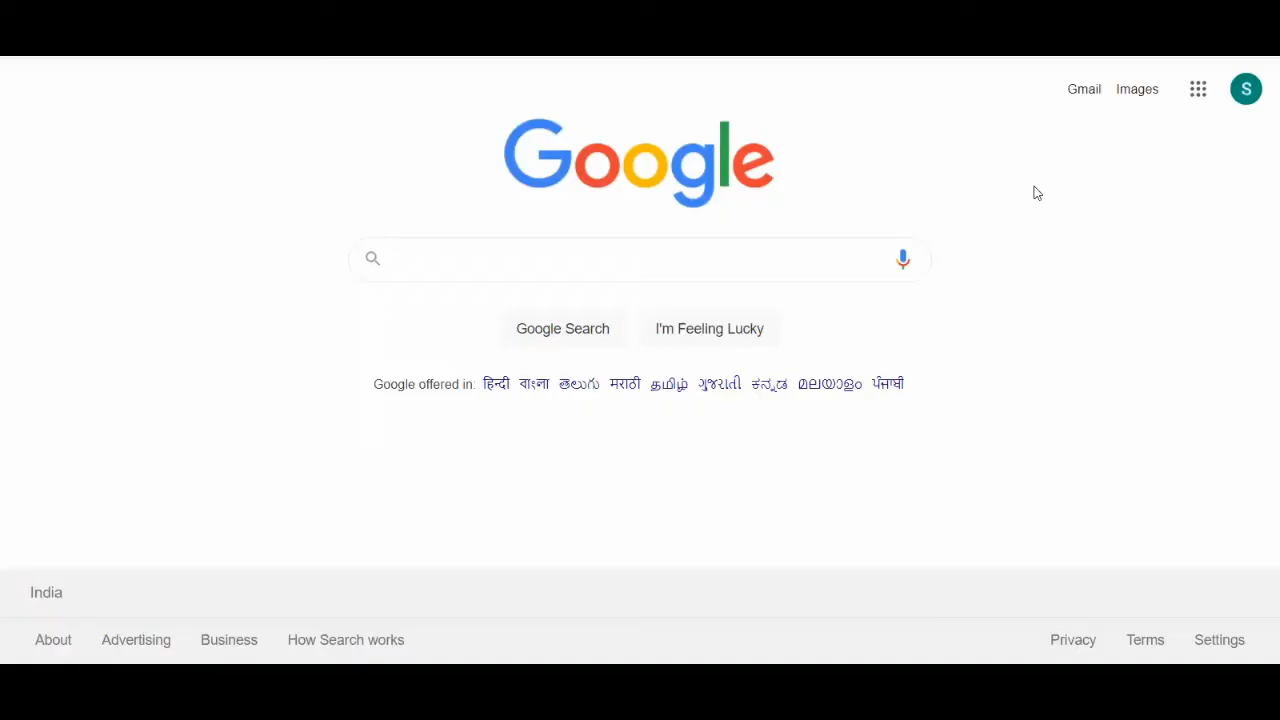 Gmail Images S
Google
Google Search I'm Feeling Lucky
Google offered in: हिन्दी বাংলা తెలుగు मराठी தமிழ் ગુજરાતી ಕನ್ನಡ മലയാളം ਪੰਜਾਬੀ
India
About Advertising Business How Search works Privacy Terms Settings